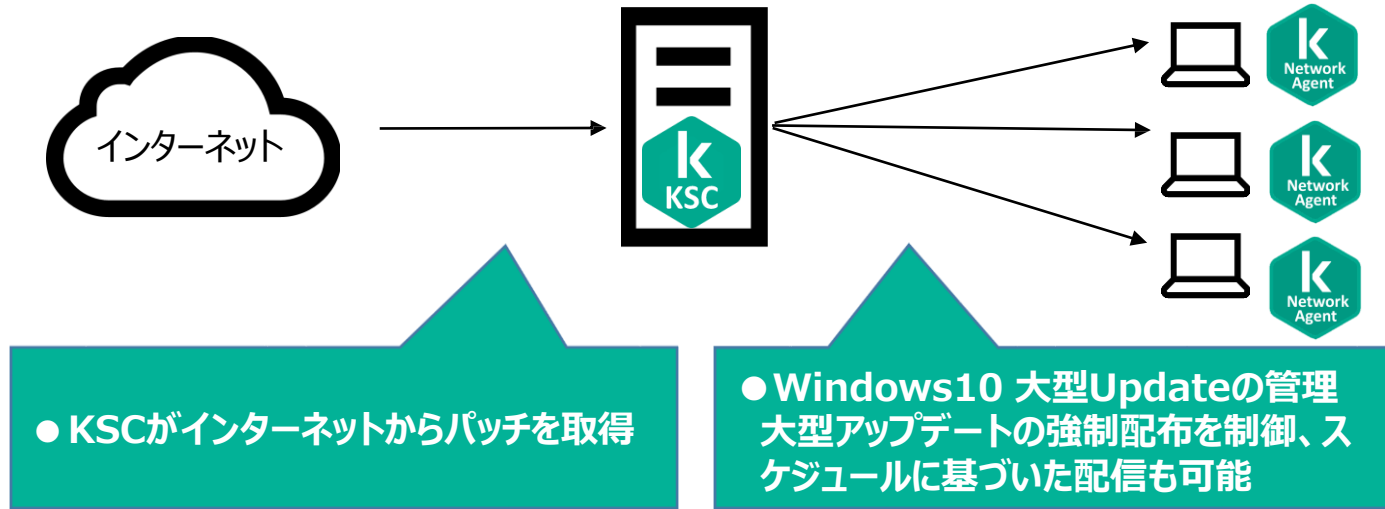 インターネット
k
KSC
k
Network
Agent
k
Network
Agent
k
Network
Agent
●KSCがインターネットからパッチを取得
●Windows10 大型Updateの管理
大型アップデートの強制配布を制御、ス
ケジュールに基づいた配信も可能